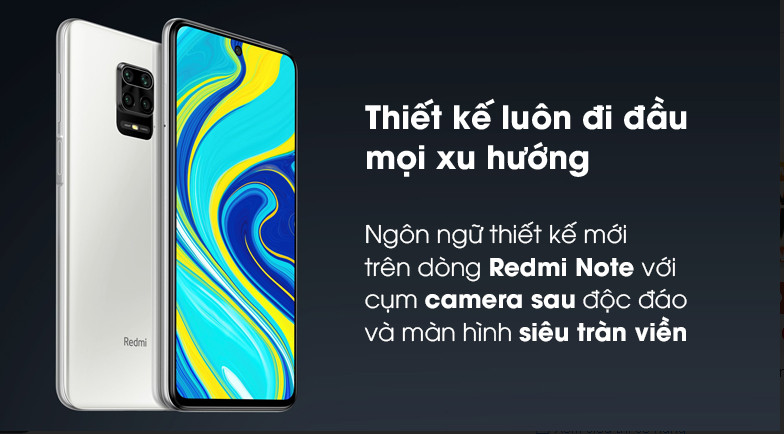 Thiết kế luôn đi đầu
mọi xu hướng
Ngôn ngữ thiết kế mới
trên dòng Redmi Note với
cụm camera sau độc đáo
và màn hình siêu tràn viền
Redmi